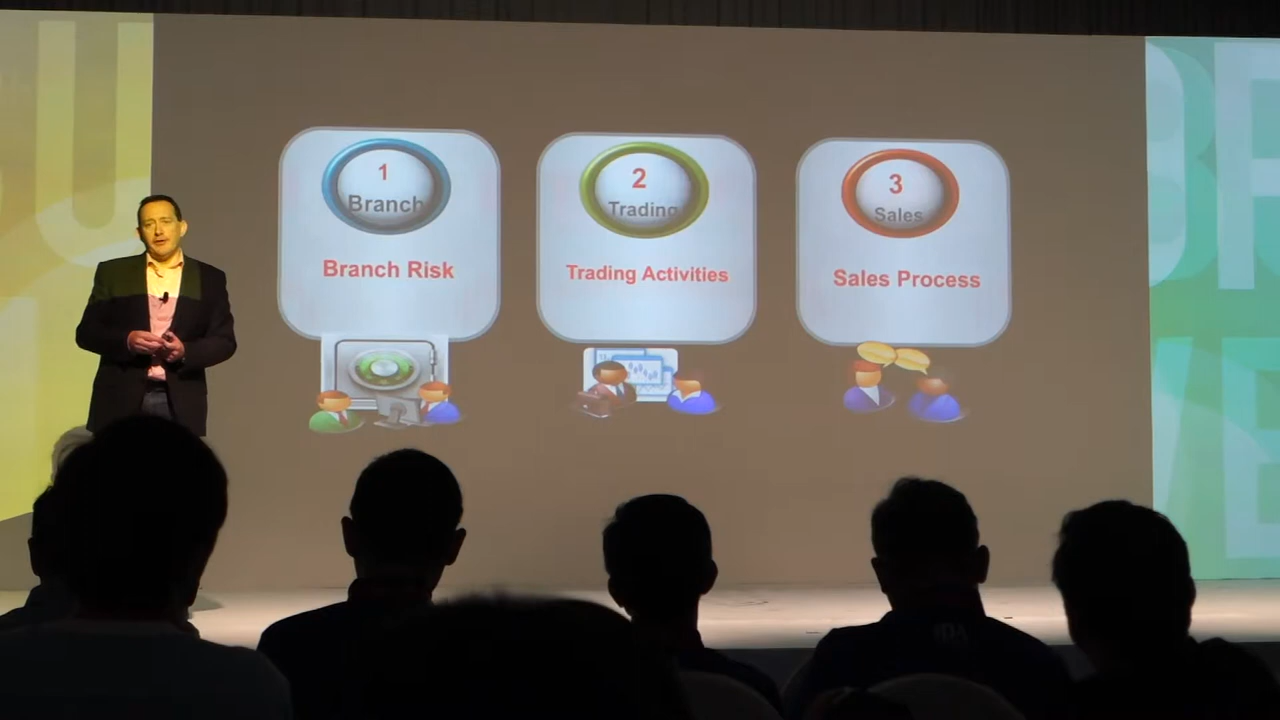 1
Branch
Branch Risk
2
Trading
Trading Activities
3
Sales
Sales Process